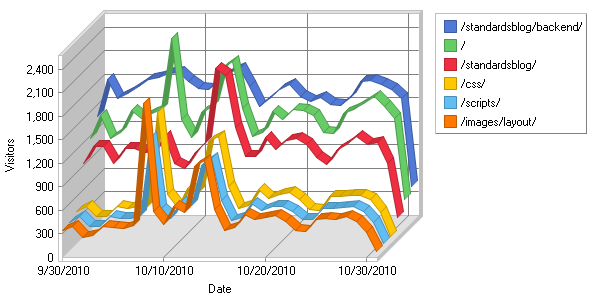 /standardsblog/backend/
/
/standardsblog/
/css/
/scripts/
/images/layout/
Visitors
2,400
2,100
1,800
1,500
1,200
900
600
300
0
9/30/2010 10/10/2010 10/20/2010 10/30/2010
Date